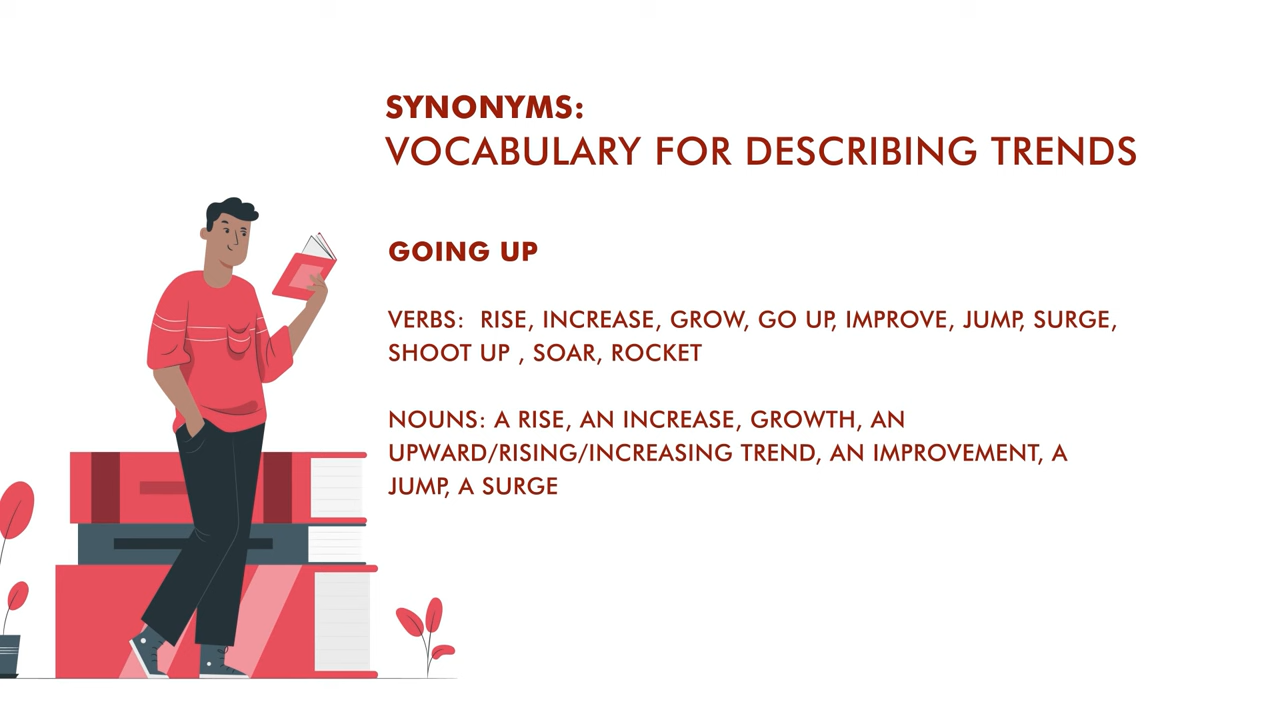 SYNONYMS:
VOCABULARY FOR DESCRIBING TRENDS
GOING UP
VERBS:  RISE, INCREASE, GROW, GO UP, IMPROVE, JUMP, SURGE,
SHOOT UP , SOAR, ROCKET
NOUNS: A RISE, AN INCREASE, GROWTH, AN
UPWARD/RISING/INCREASING TREND, AN IMPROVEMENT, A
JUMP, A SURGE